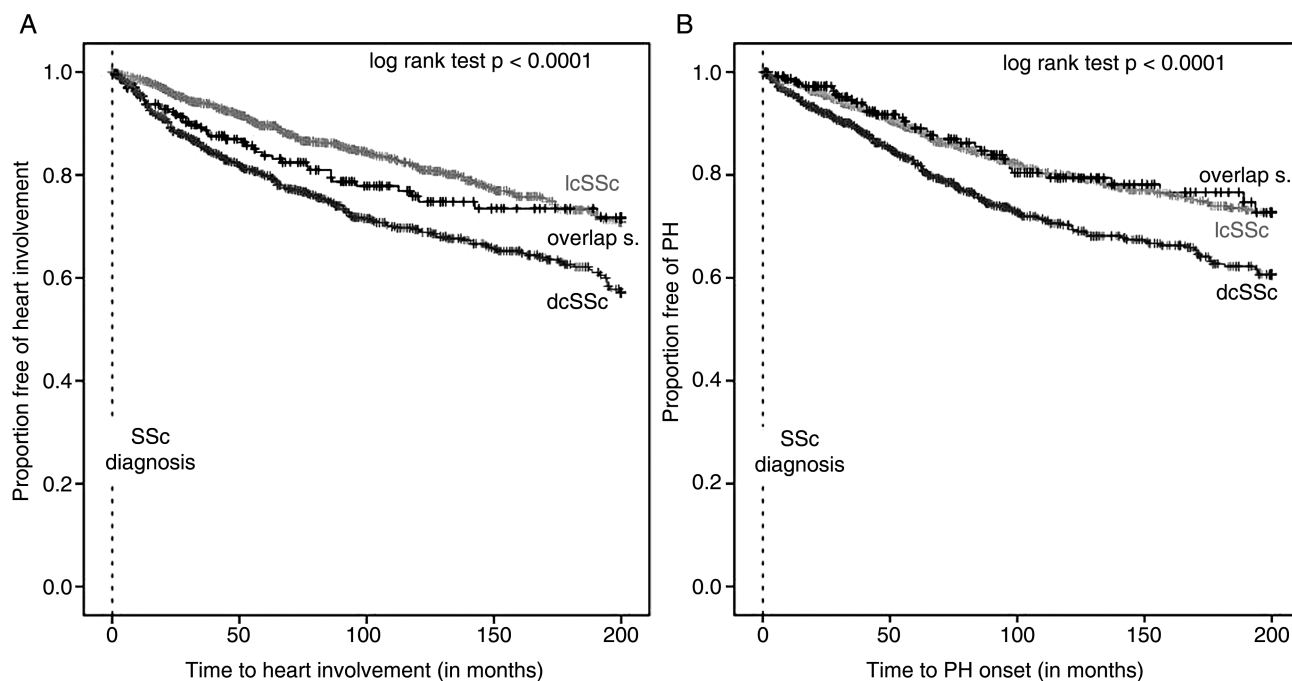 A
log rank test p < 0.0001
1.0
0.8
0.6
0.4
0.2
0.0
Proportion free of heart involvement
lcSSc
overlap s.
dcSSc
SSc
diagnosis
0 50 100 150 200
Time to heart involvement (in months)
B
log rank test p < 0.0001
1.0
0.8
0.6
0.4
0.2
0.0
Proportion free of PH
overlap s.
lcSSc
dcSSc
SSc
diagnosis
0 50 100 150 200
Time to PH onset (in months)